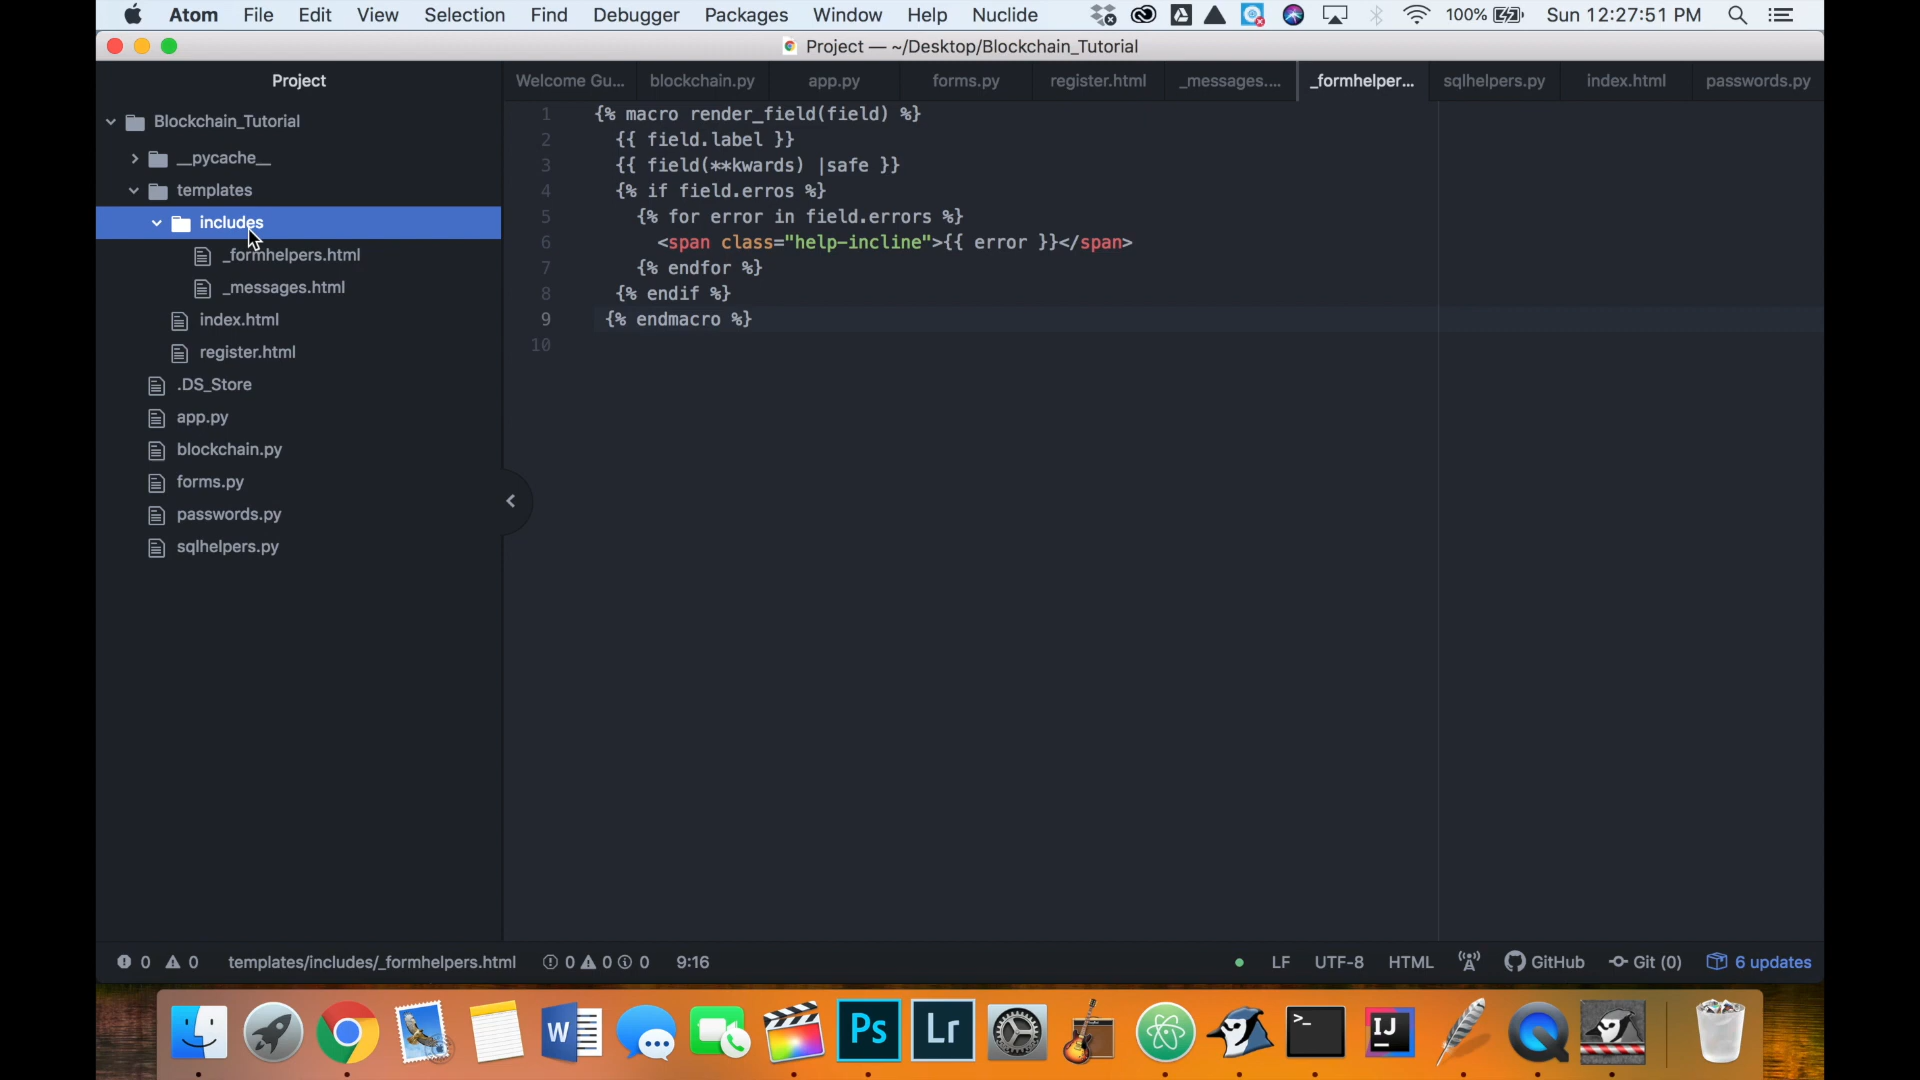 Atom File Edit View Selection Find Debugger Packages Window Help Nuclide 100% Sun 12:27:51 PM
Project — ~/Desktop/Blockchain_Tutorial
Project
Welcome Gu... blockchain.py app.py forms.py register.html _messages.... _formhelper... sqlhelpers.py index.html passwords.py
Blockchain_Tutorial
__pycache__
templates
includes
_formhelpers.html
_messages.html
index.html
register.html
.DS_Store
app.py
blockchain.py
forms.py
passwords.py
sqlhelpers.py
1 {% macro render_field(field) %}
2 {{ field.label }}
3 {{ field(**kwards) |safe }}
4 {% if field.erros %}
5 {% for error in field.errors %}
6 <span class="help-incline">{{ error }}</span>
7 {% endfor %}
8 {% endif %}
9 {% endmacro %}
10
0 0 templates/includes/_formhelpers.html 0 0 0 9:16 LF UTF-8 HTML GitHub Git (0) 6 updates
W Ps Lr >_ IJ